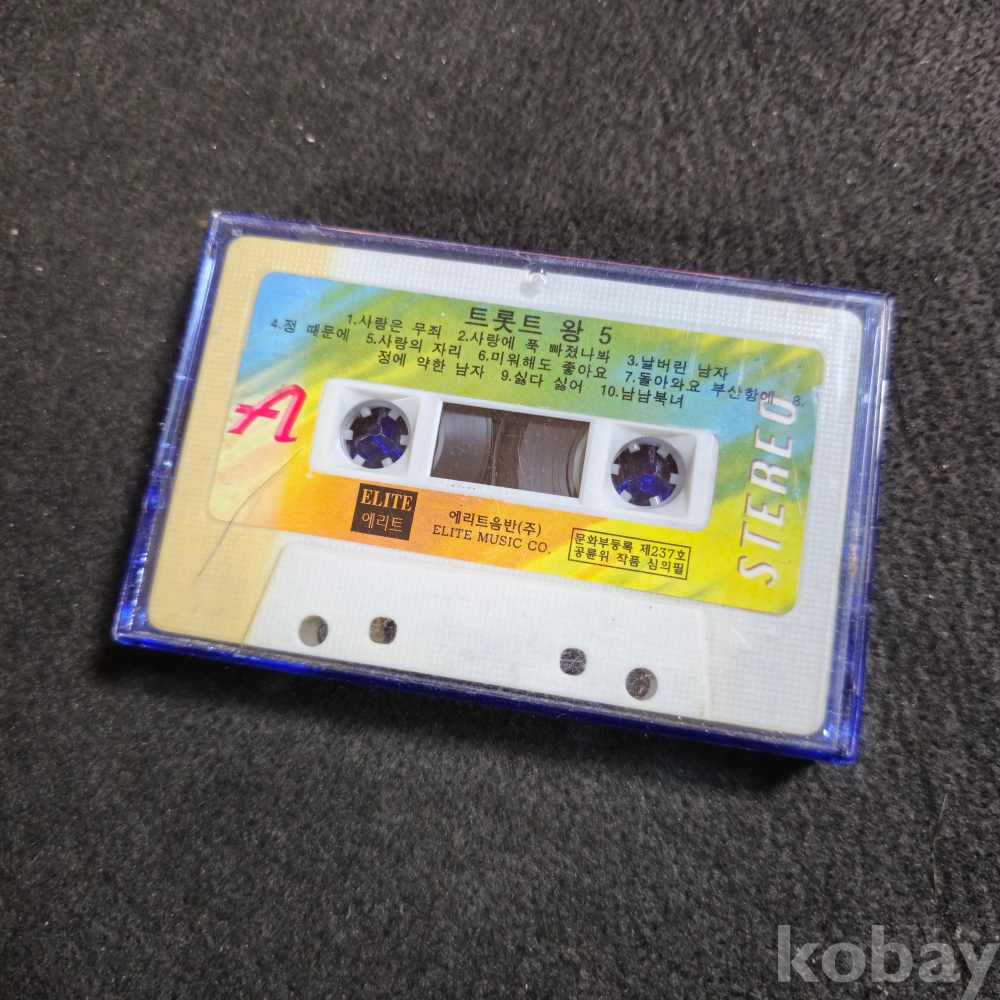 트롯트 왕 5
1.사랑은 무죄 2.사랑에 푹 빠졌나봐 3.날버린 남자
4.정 때문에 5.사랑의 자리 6.미워해도 좋아요 7.돌아와요 부산항에 8.
정에 약한 남자 9.싫다 싫어 10.남남북녀
A
STEREO
ELITE
에리트
에리트음반(주)
ELITE MUSIC CO.
문화부등록 제237호
공륜위 작품 심의필
kobay